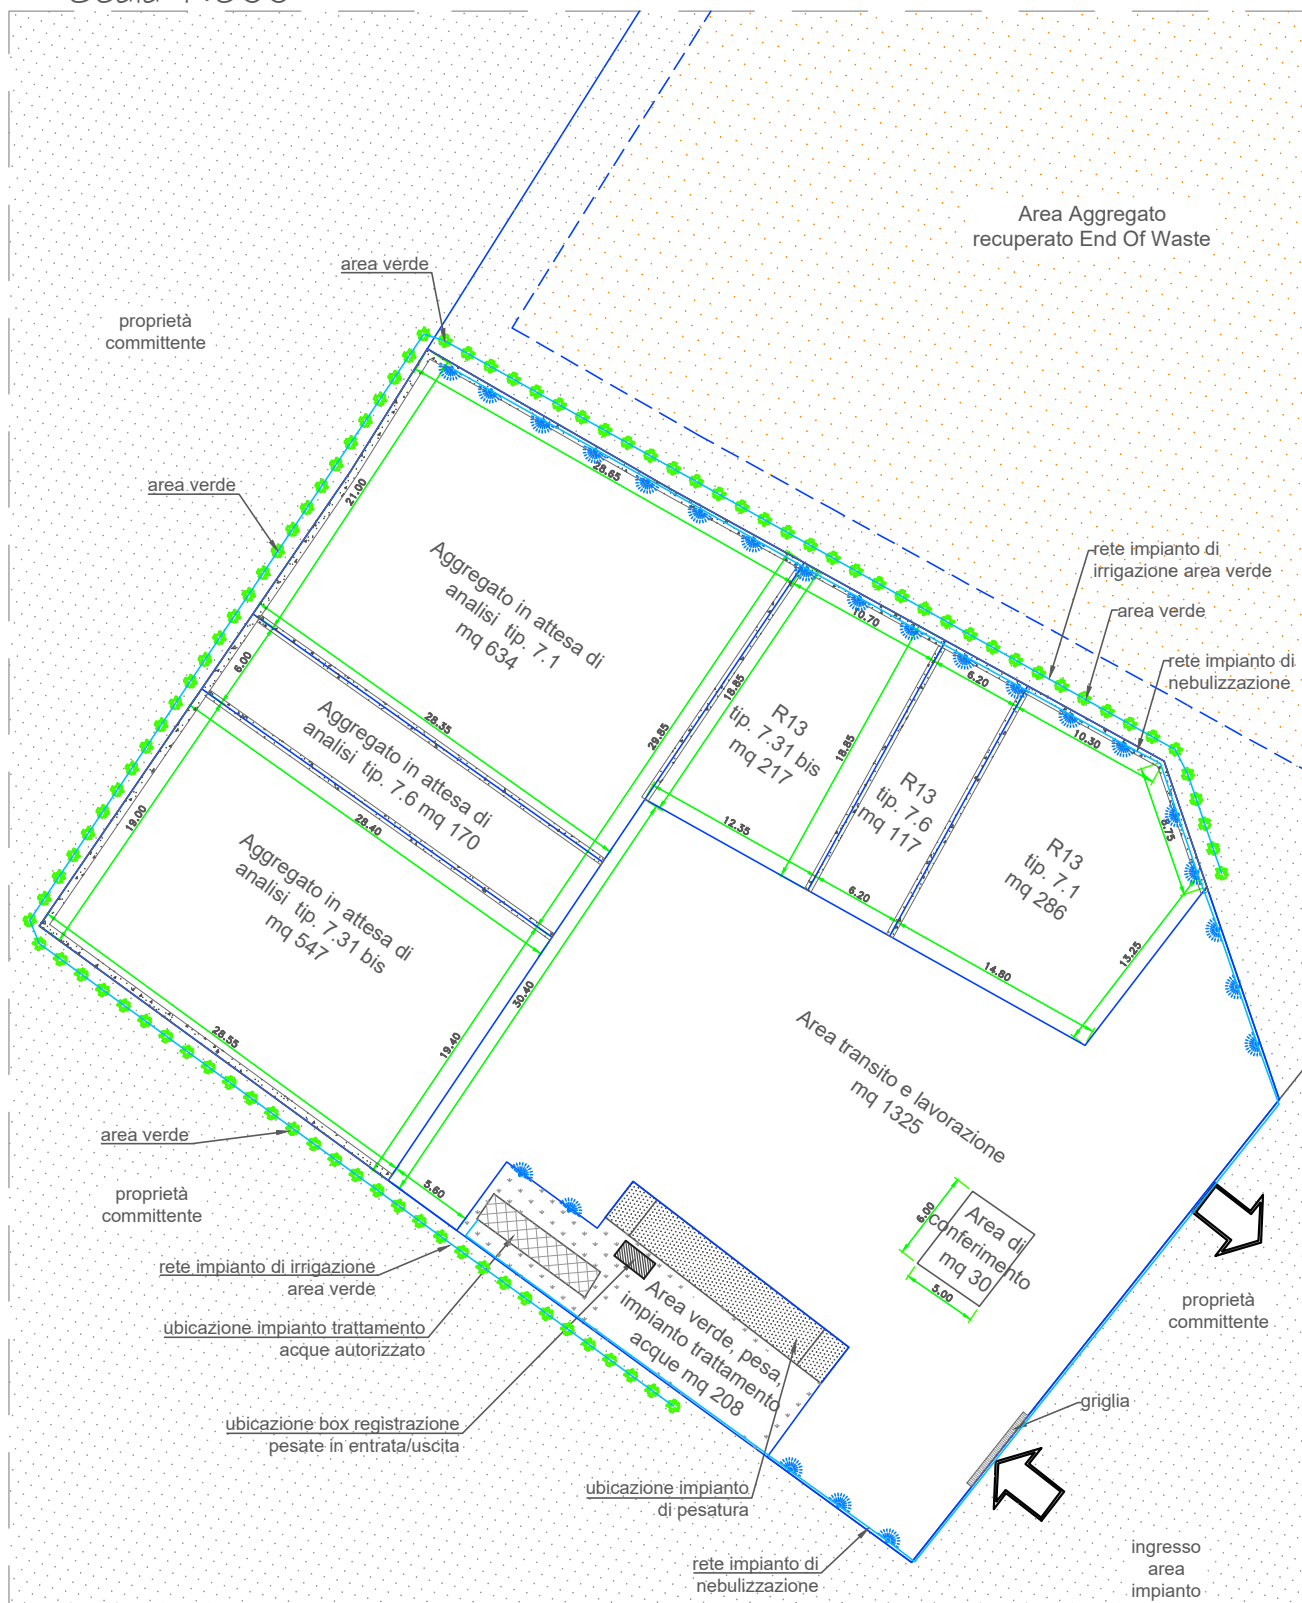 Scala 1:500
Area Aggregato
recuperato End Of Waste
area verde
proprietà
committente
area verde
21.00
28.65
Aggregato in attesa di
analisi tip. 7.1
mq 634
rete impianto di
irrigazione area verde
area verde
rete impianto di
nebulizzazione
10.70
6.20
10.30
8.75
6.00
28.35
29.85
18.85
18.85
R13
tip. 7.31 bis
mq 217
R13
tip. 7.6
mq 117
R13
tip. 7.1
mq 286
Aggregato in attesa di
analisi tip. 7.6 mq 170
28.40
19.00
12.35
6.20
14.80
13.25
Aggregato in attesa di
analisi tip. 7.31 bis
mq 547
28.55
19.40
30.40
Area transito e lavorazione
mq 1325
area verde
proprietà
committente
5.60
6.00
Area di
conferimento
mq 30
5.00
rete impianto di irrigazione
area verde
ubicazione impianto trattamento
acque autorizzato
Area verde, pesa,
impianto trattamento
acque mq 208
proprietà
committente
griglia
ubicazione box registrazione
pesate in entrata/uscita
ubicazione impianto
di pesatura
rete impianto di
nebulizzazione
ingresso
area
impianto